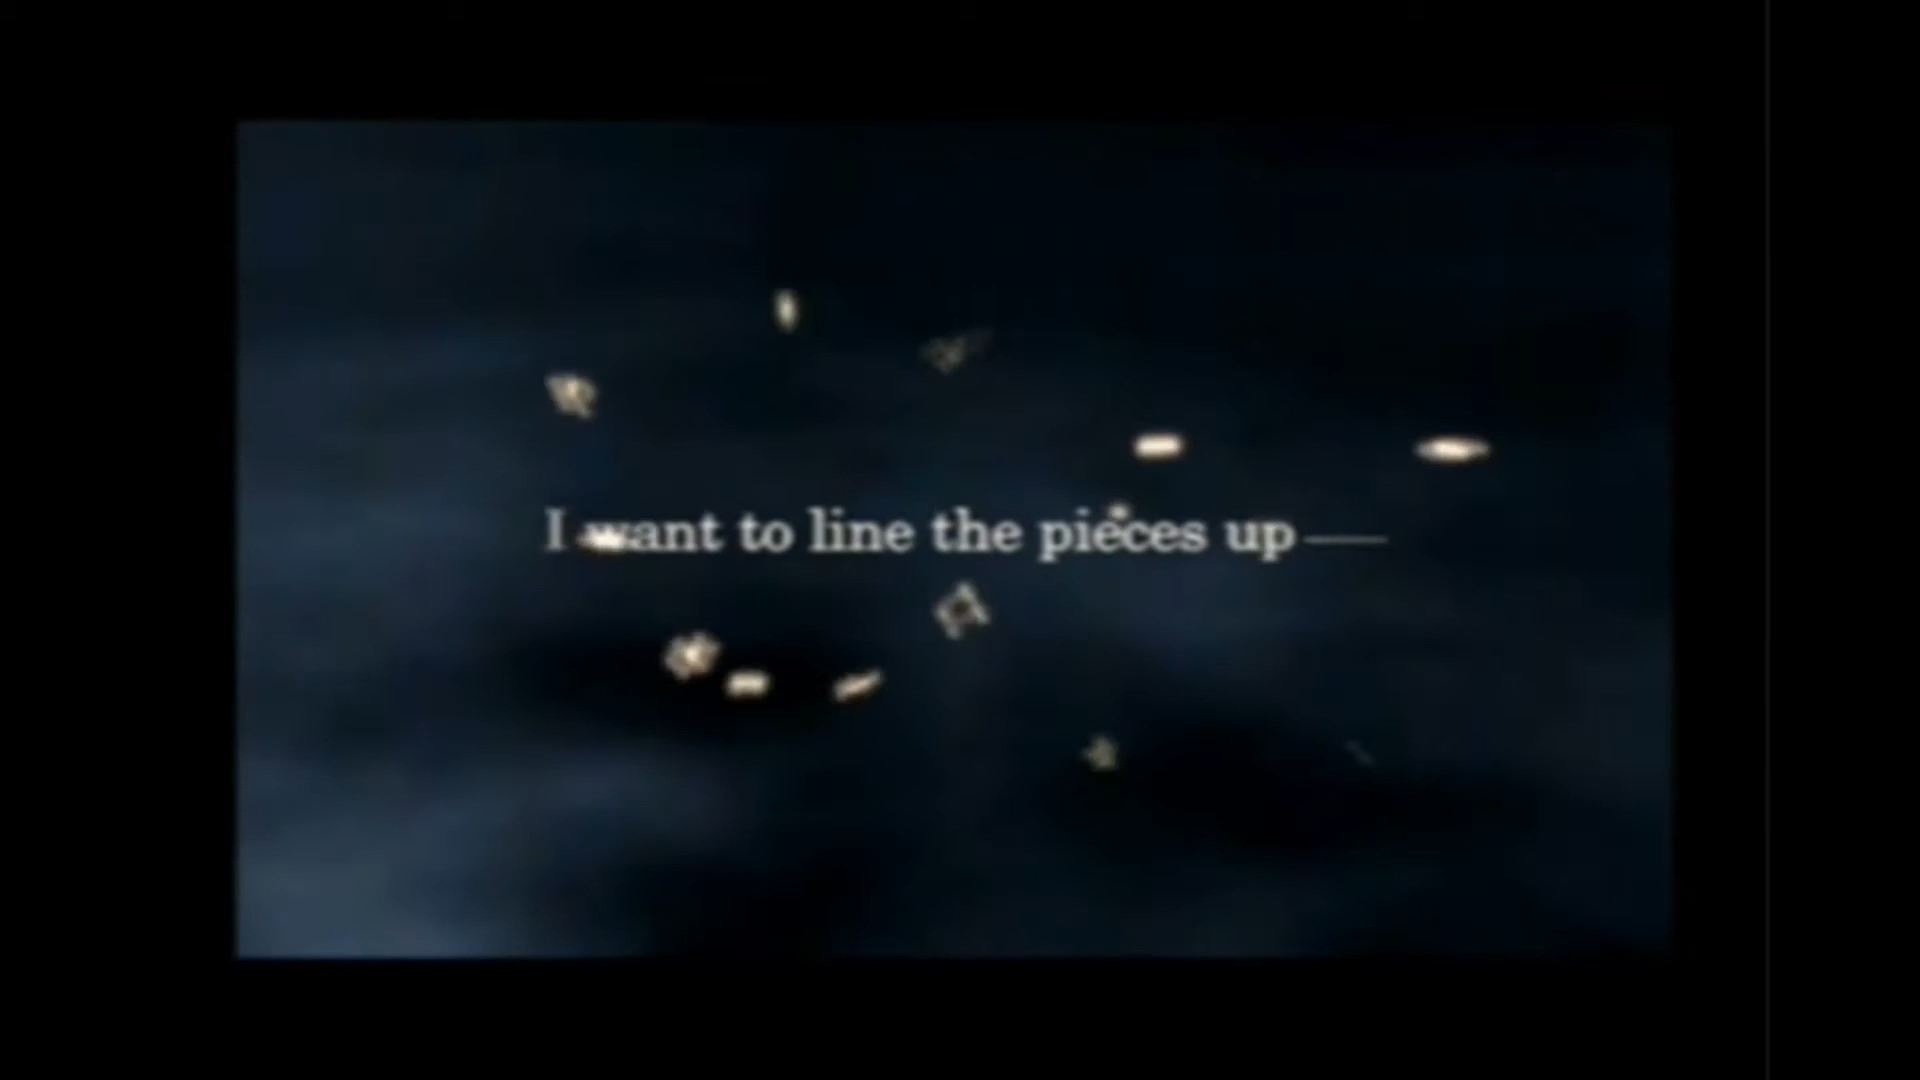 I want to line the pieces up——